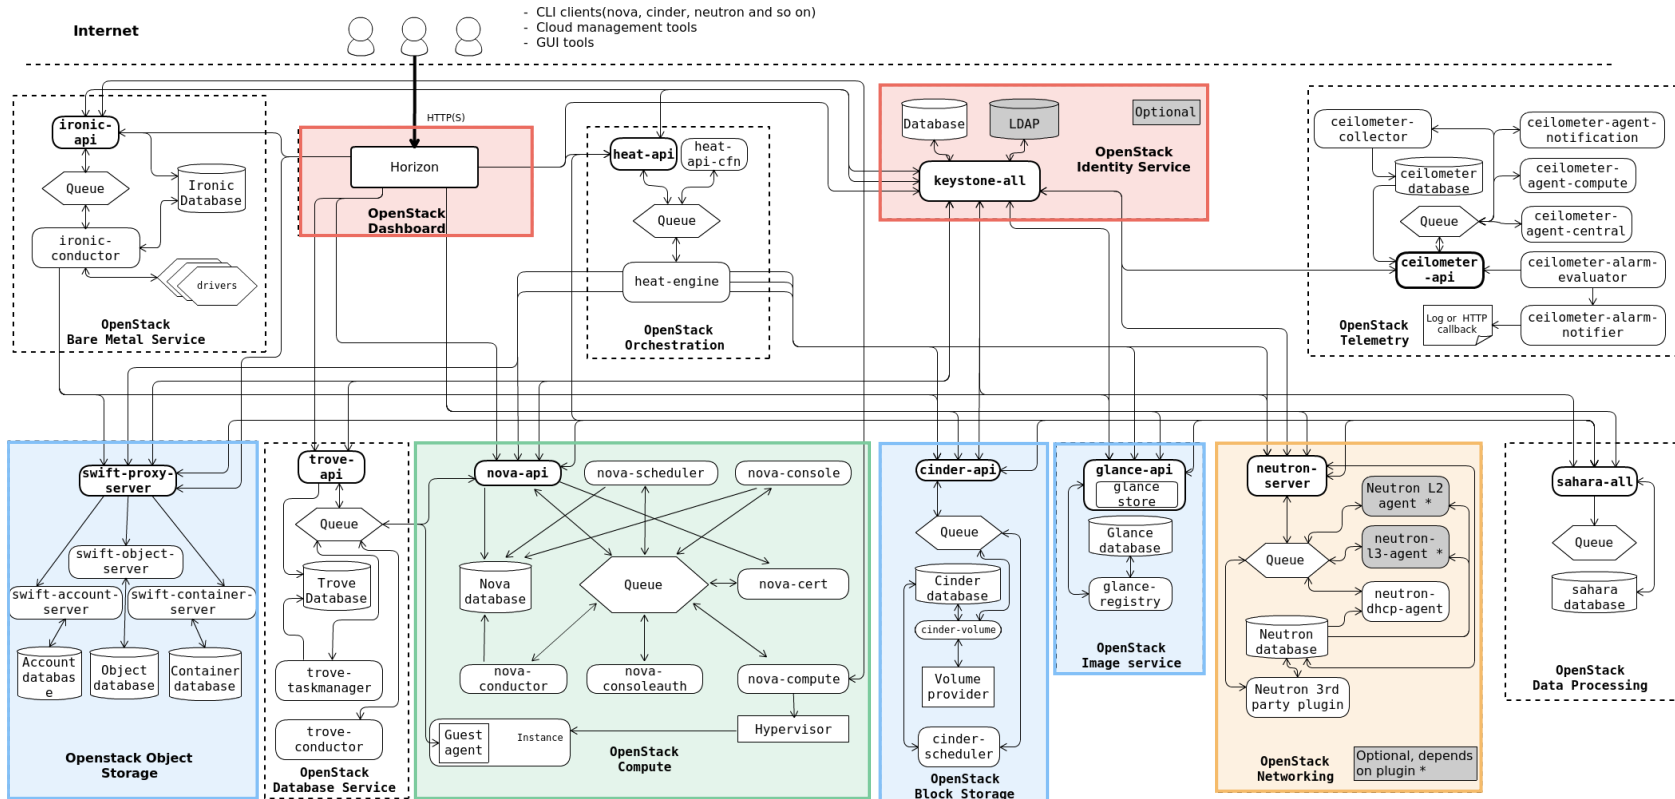 Internet
- CLI clients(nova, cinder, neutron and so on)
- Cloud management tools
- GUI tools
HTTP(S)
ironic-
api
Queue
Ironic
Database
ironic-
conductor
drivers
OpenStack
Bare Metal Service
Horizon
OpenStack
Dashboard
heat-api
heat-
api-cfn
Queue
heat-engine
OpenStack
Orchestration
Database
LDAP
Optional
keystone-all
OpenStack
Identity Service
ceilometer-
collector
ceilometer-agent-
notification
ceilometer
database
ceilometer-
agent-compute
Queue
ceilometer-
agent-central
ceilometer
-api
ceilometer-alarm-
evaluator
Log or HTTP
callback
ceilometer-alarm-
notifier
OpenStack
Telemetry
swift-proxy-
server
swift-object-
server
swift-account-
server
swift-container-
server
Account
databas
e
Object
database
Container
database
Openstack Object
Storage
trove-
api
Queue
Trove
Database
trove-
taskmanager
trove-
conductor
OpenStack
Database Service
nova-api
nova-scheduler
nova-console
Nova
database
Queue
nova-cert
nova-
conductor
nova-
consoleauth
nova-compute
Guest
agent
Instance
Hypervisor
OpenStack
Compute
cinder-api
Queue
Cinder
database
cinder-volume
Volume
provider
cinder-
scheduler
OpenStack
Block Storage
glance-api
glance
store
Glance
database
glance-
registry
OpenStack
Image service
neutron-
server
Neutron L2
agent *
neutron-
l3-agent *
Queue
neutron-
dhcp-agent
Neutron
database
Neutron 3rd
party plugin
OpenStack
Networking
Optional, depends
on plugin *
sahara-all
Queue
sahara
database
OpenStack
Data Processing